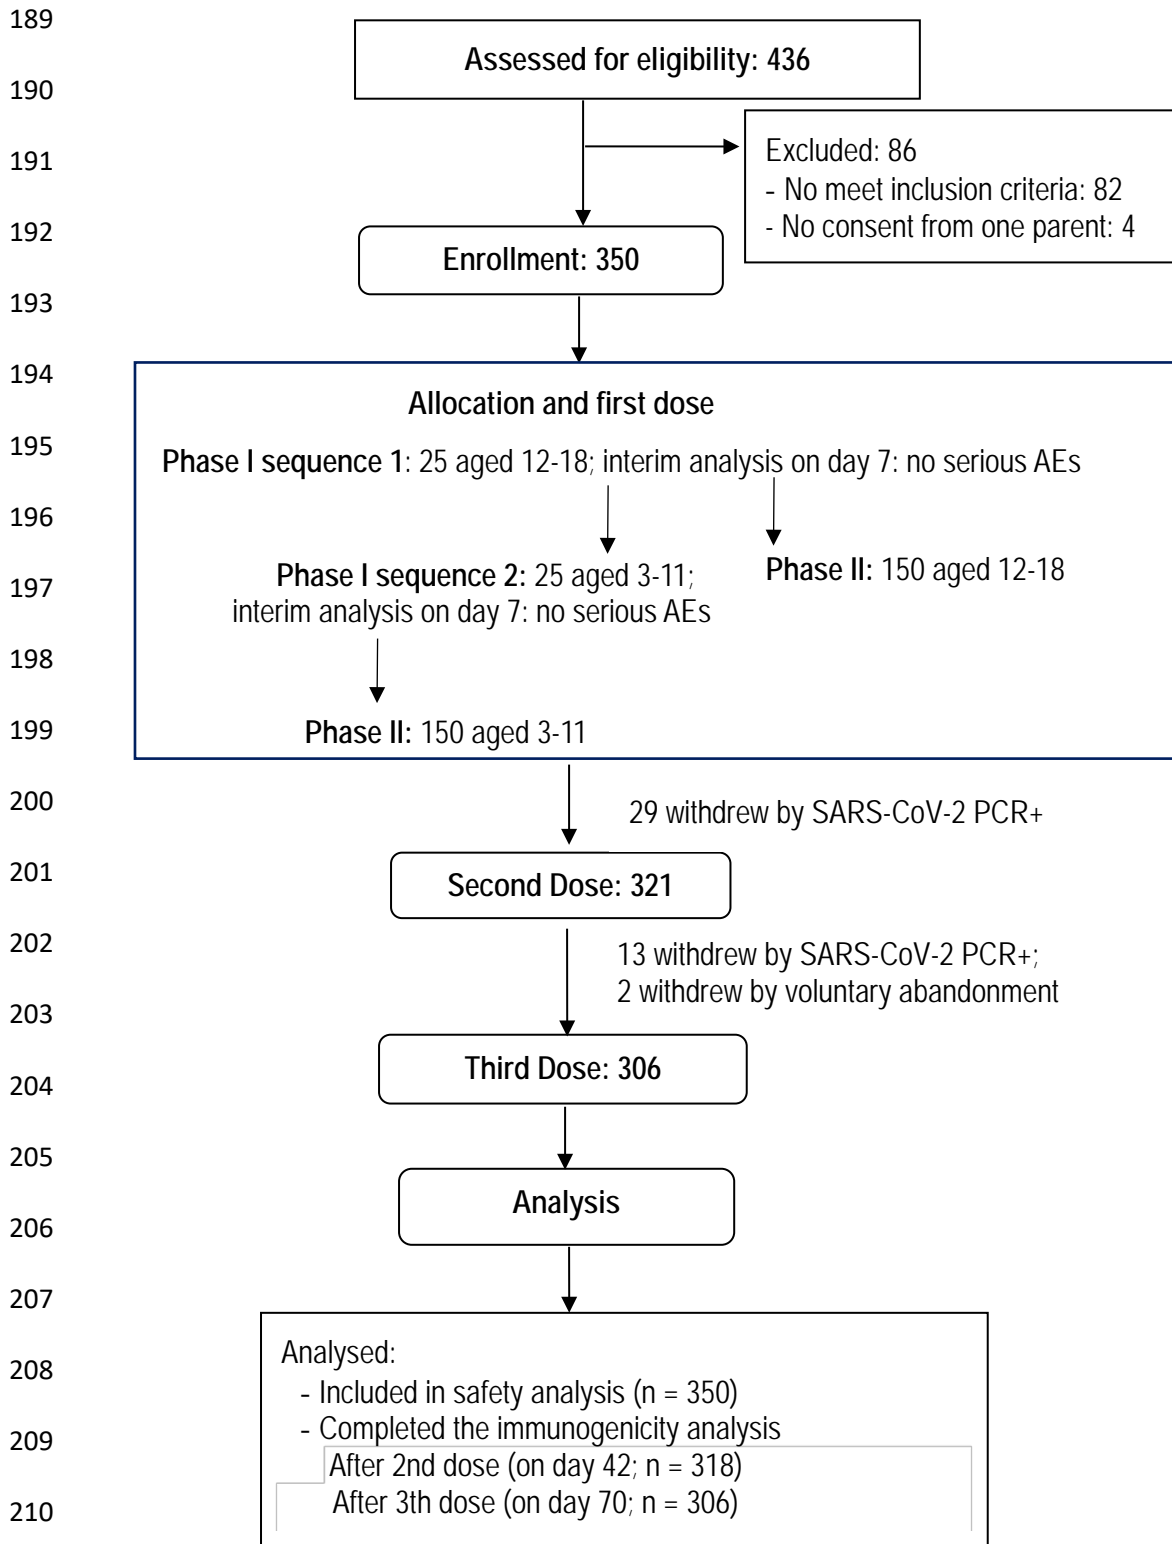 189
Assessed for eligibility: 436
190
Excluded: 86
191
- No meet inclusion criteria: 82
- No consent from one parent: 4
192
Enrollment: 350
193
194
Allocation and first dose
195
Phase I sequence 1: 25 aged 12-18; interim analysis on day 7: no serious AEs
196
Phase I sequence 2: 25 aged 3-11;
Phase II: 150 aged 12-18
197
interim analysis on day 7: no serious AEs
198
199
Phase II: 150 aged 3-11
200
29 withdrew by SARS-CoV-2 PCR+
201
Second Dose: 321
202
13 withdrew by SARS-CoV-2 PCR+;
2 withdrew by voluntary abandonment
203
Third Dose: 306
204
205
Analysis
206
207
Analysed:
208
- Included in safety analysis (n = 350)
- Completed the immunogenicity analysis
209
After 2nd dose (on day 42; n = 318)
After 3th dose (on day 70; n = 306)
210